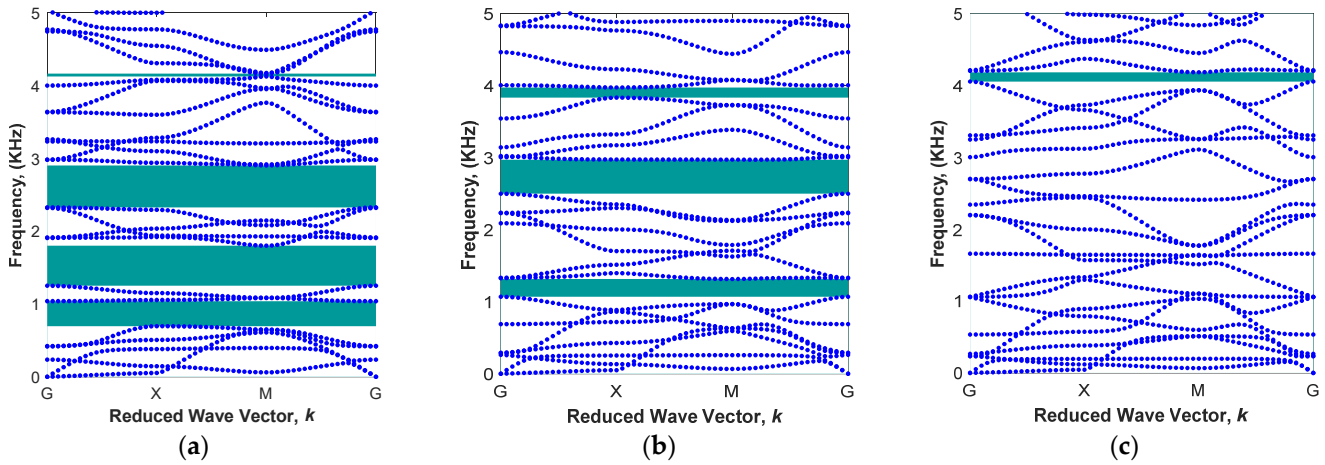 5
4
3
2
1
0
Frequency, (KHz)
G X M G
Reduced Wave Vector, k
(a)
5
4
3
2
1
0
Frequency, (KHz)
G X M G
Reduced Wave Vector, k
(b)
5
4
3
2
1
0
Frequency, (KHz)
G X M G
Reduced Wave Vector, k
(c)